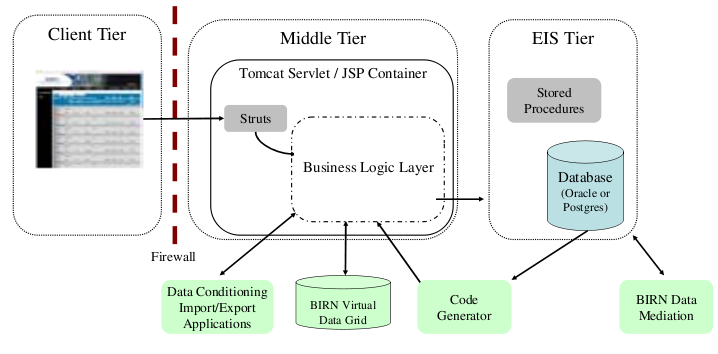 Client Tier
Middle Tier
EIS Tier
Tomcat Servlet / JSP Container
Stored
Procedures
Struts
Business Logic Layer
Database
(Oracle or
Postgres)
Firewall
Data Conditioning
Import/Export
Applications
BIRN Virtual
Data Grid
Code
Generator
BIRN Data
Mediation